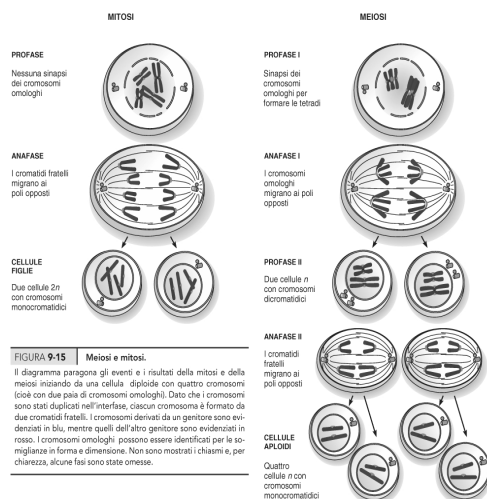 MITOSI
PROFASE
Nessuna sinapsi
dei cromosomi
omologhi
ANAFASE
I cromatidi fratelli
migrano ai
poli opposti
CELLULE
FIGLIE
Due cellule 2n
con cromosomi
monocromatidici
MEIOSI
PROFASE I
Sinapsi dei
cromosomi
omologhi per
formare le tetradi
ANAFASE I
I cromosomi
omologhi
migrano ai poli
opposti
PROFASE II
Due cellule n
con cromosomi
dicromatidici
ANAFASE II
I cromatidi
fratelli
migrano ai
poli opposti
CELLULE
APLOIDI
Quattro
cellule n con
cromosomi
monocromatidici
FIGURA 9-15 Meiosi e mitosi.
Il diagramma paragona gli eventi e i risultati della mitosi e della
meiosi iniziando da una cellula diploide con quattro cromosomi
(cioè con due paia di cromosomi omologhi). Dato che i cromosomi
sono stati duplicati nell'interfase, ciascun cromosoma è formato da
due cromatidi fratelli. I cromosomi derivati da un genitore sono evi-
denziati in blu, mentre quelli dell'altro genitore sono evidenziati in
rosso. I cromosomi omologhi possono essere identificati per le so-
miglianze in forma e dimensione. Non sono mostrati i chiasmi e, per
chiarezza, alcune fasi sono state omesse.